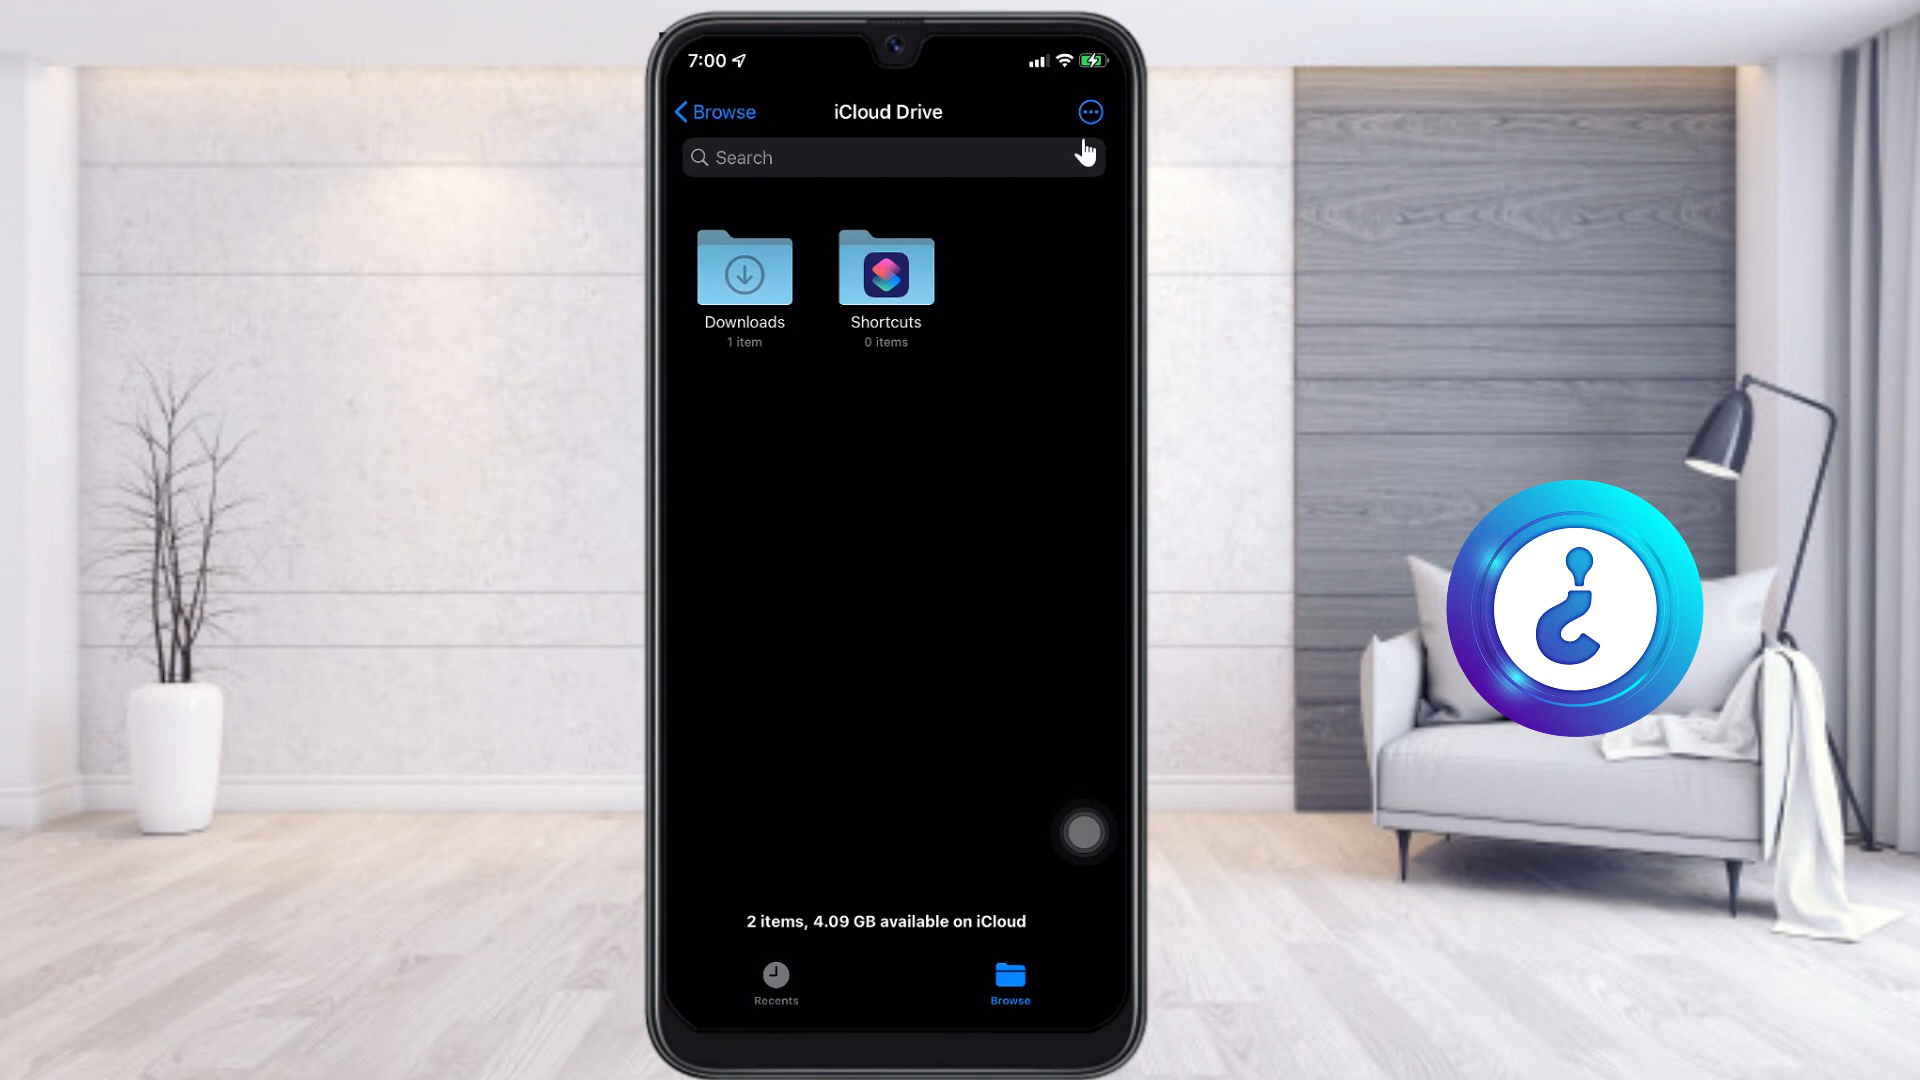 7:00
Browse
iCloud Drive
Search
Downloads
1 item
Shortcuts
0 items
2 items, 4.09 GB available on iCloud
Recents
Browse